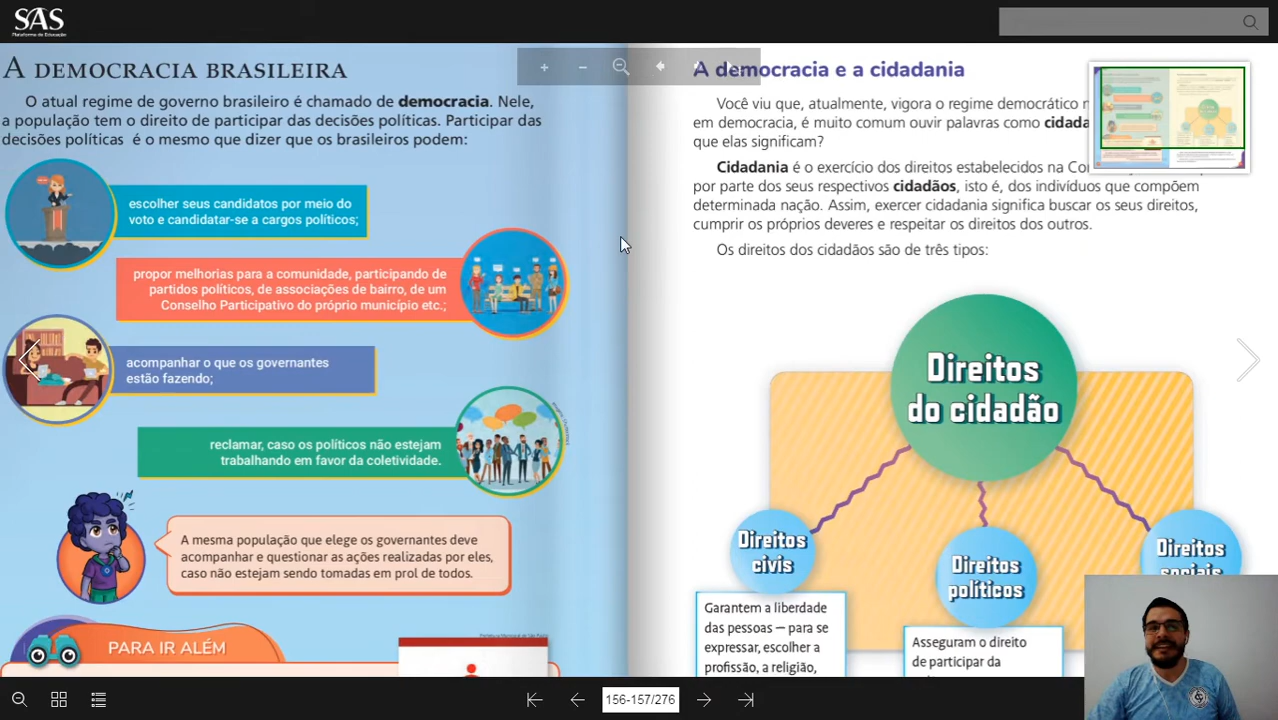 SAS
Plataforma de Educação
A DEMOCRACIA BRASILEIRA
O atual regime de governo brasileiro é chamado de democracia. Nele,
a população tem o direito de participar das decisões políticas. Participar das
decisões políticas é o mesmo que dizer que os brasileiros podem:
escolher seus candidatos por meio do
voto e candidatar-se a cargos políticos;
propor melhorias para a comunidade, participando de
partidos políticos, de associações de bairro, de um
Conselho Participativo do próprio município etc.;
acompanhar o que os governantes
estão fazendo;
reclamar, caso os políticos não estejam
trabalhando em favor da coletividade.
A mesma população que elege os governantes deve
acompanhar e questionar as ações realizadas por eles,
caso não estejam sendo tomadas em prol de todos.
PARA IR ALÉM
Prefeitura Municipal de São Paulo
A democracia e a cidadania
Você viu que, atualmente, vigora o regime democrático
em democracia, é muito comum ouvir palavras como
que elas significam?
Cidadania é o exercício dos direitos estabelecidos na
por parte dos seus respectivos cidadãos, isto é, dos indivíduos que compõem
determinada nação. Assim, exercer cidadania significa buscar os seus direitos,
cumprir os próprios deveres e respeitar os direitos dos outros.
Os direitos dos cidadãos são de três tipos:
Direitos
do cidadão
Direitos
civis
Direitos
políticos
Direitos
sociais
Garantem a liberdade
das pessoas — para se
expressar, escolher a
profissão, a religião,
Asseguram o direito
de participar da
156-157/276